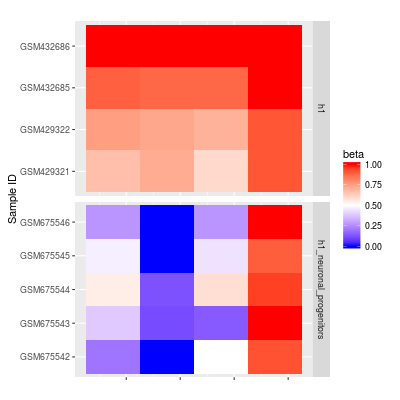 GSM432686
GSM432685
GSM429322
GSM429321
h1
GSM675546
GSM675545
GSM675544
GSM675543
GSM675542
h1_neuronal_progenitors
Sample ID
beta
1.00
0.75
0.50
0.25
0.00